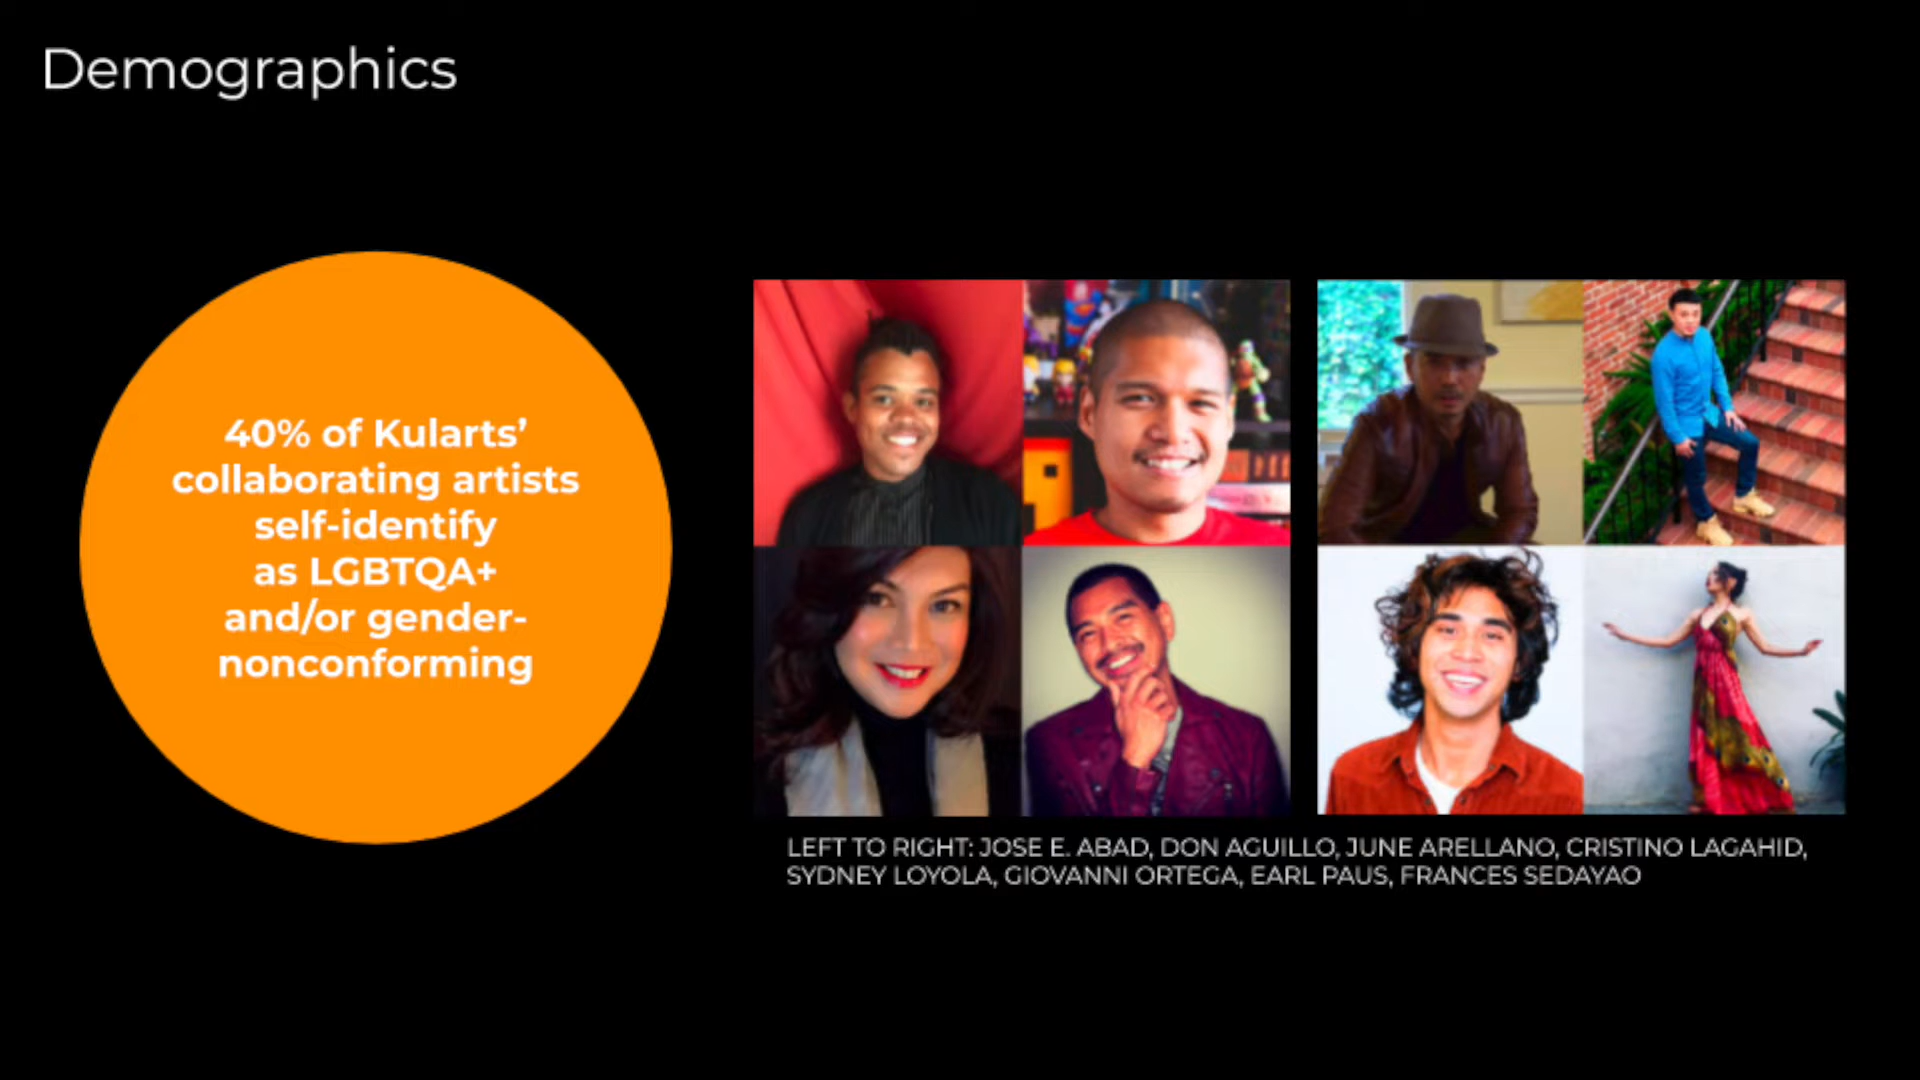 Demographics
40% of Kularts’
collaborating artists
self-identify
as LGBTQA+
and/or gender-
nonconforming
LEFT TO RIGHT: JOSE E. ABAD, DON AGUILLO, JUNE ARELLANO, CRISTINO LAGAHID,
SYDNEY LOYOLA, GIOVANNI ORTEGA, EARL PAUS, FRANCES SEDAYAO